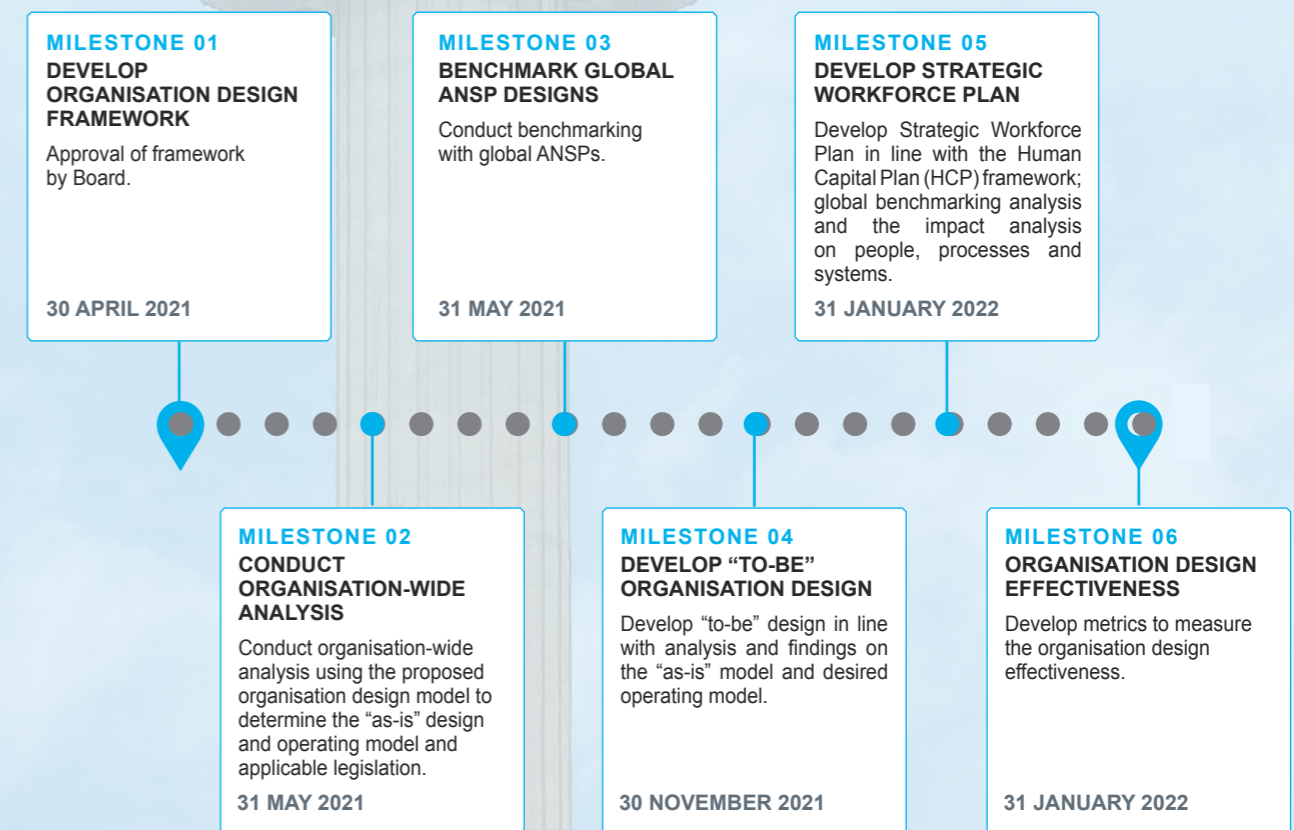 MILESTONE 01
DEVELOP
ORGANISATION DESIGN
FRAMEWORK
Approval of framework
by Board.
30 APRIL 2021
MILESTONE 03
BENCHMARK GLOBAL
ANSP DESIGNS
Conduct benchmarking
with global ANSPs.
31 MAY 2021
MILESTONE 05
DEVELOP STRATEGIC
WORKFORCE PLAN
Develop Strategic Workforce
Plan in line with the Human
Capital Plan (HCP) framework;
global benchmarking analysis
and the impact analysis
on people, processes and
systems.
31 JANUARY 2022
MILESTONE 02
CONDUCT
ORGANISATION-WIDE
ANALYSIS
Conduct organisation-wide
analysis using the proposed
organisation design model to
determine the “as-is” design
and operating model and
applicable legislation.
31 MAY 2021
MILESTONE 04
DEVELOP “TO-BE”
ORGANISATION DESIGN
Develop “to-be” design in line
with analysis and findings on
the “as-is” model and desired
operating model.
30 NOVEMBER 2021
MILESTONE 06
ORGANISATION DESIGN
EFFECTIVENESS
Develop metrics to measure
the organisation design
effectiveness.
31 JANUARY 2022